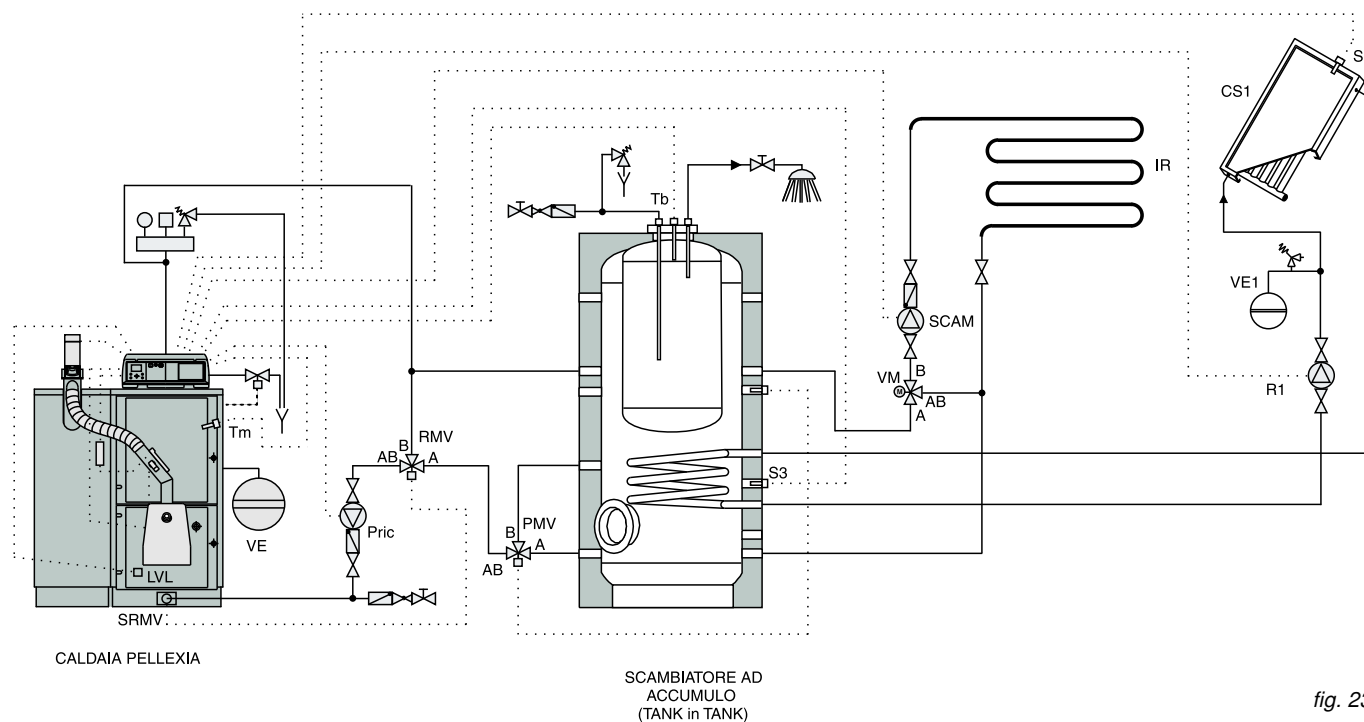 S
CS1
IR
Tb
VE1
SCAM
B
VM
M
AB
A
R1
Tm
B
RMV
AB
A
S3
VE
Pric
B
PMV
A
AB
LVL
SRMV
CALDAIA PELLEXIA
SCAMBIATORE AD
ACCUMULO
(TANK in TANK)
fig. 23